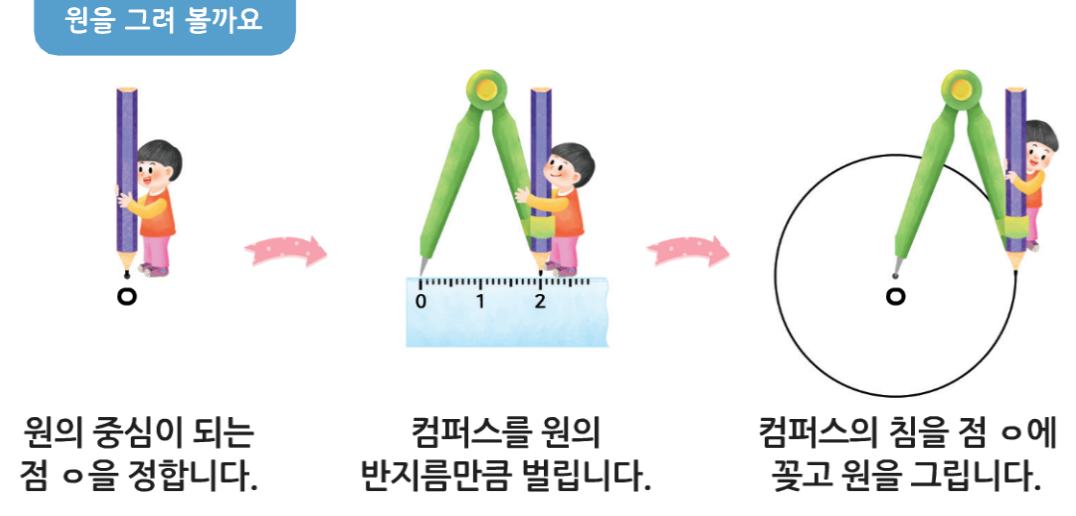 원을 그려 볼까요
ㅇ
0 1 2
ㅇ
원의 중심이 되는
점 ㅇ을 정합니다.
컴퍼스를 원의
반지름만큼 벌립니다.
컴퍼스의 침을 점 ㅇ에
꽂고 원을 그립니다.